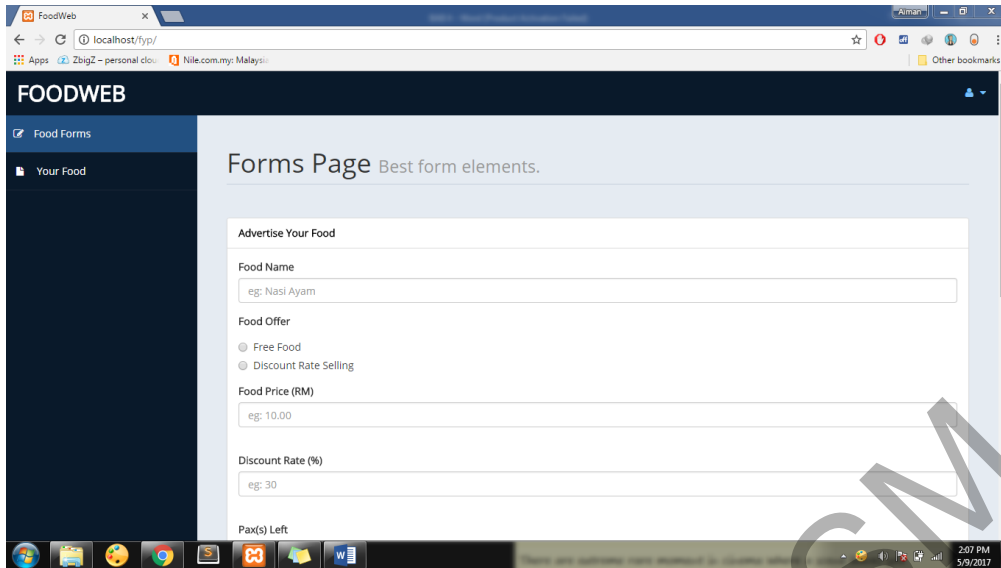 FoodWeb
Aiman
localhost/fyp/
Apps ZbigZ – personal clou Nile.com.my: Malaysia Other bookmarks
FOODWEB
Food Forms
Your Food
Forms Page Best form elements.
Advertise Your Food
Food Name
eg: Nasi Ayam
Food Offer
Free Food
Discount Rate Selling
Food Price (RM)
eg: 10.00
Discount Rate (%)
eg: 30
Pax(s) Left
2:07 PM
5/9/2017